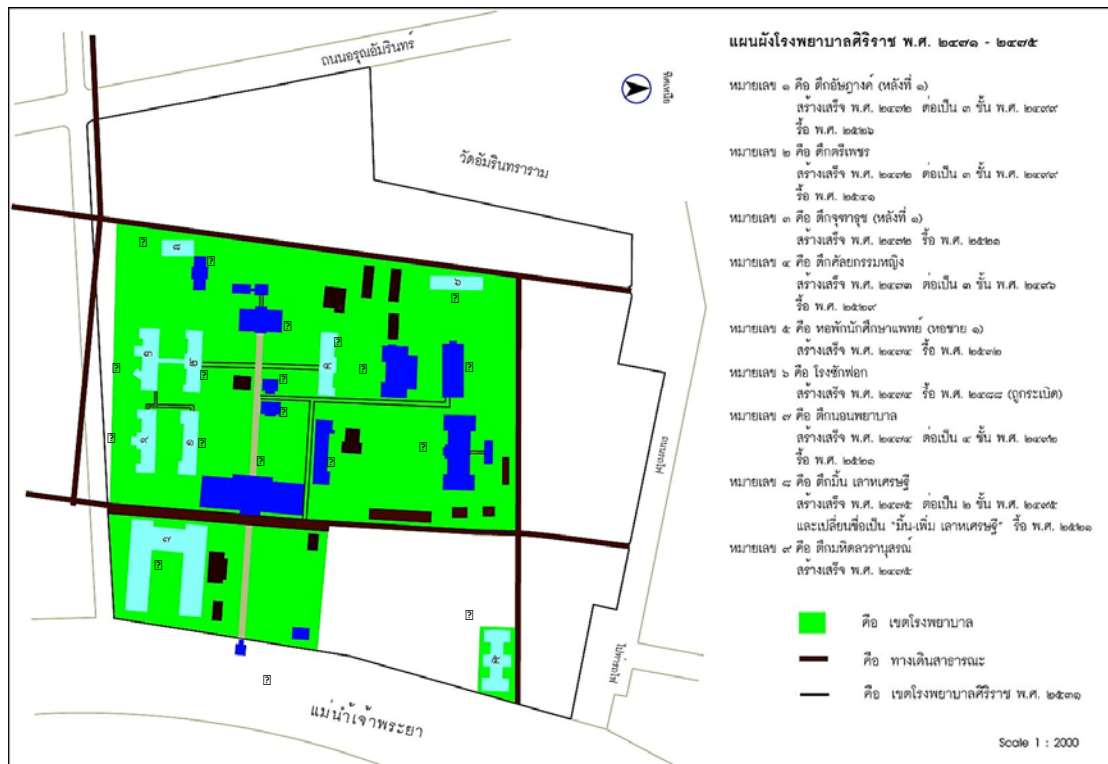 แผนผังโรงพยาบาลศิริราช พ.ศ. ๒๔๗๑ - ๒๔๗๕
หมายเลข ๑ คือ ตึกอัษฎางค์ (หลังที่ ๑)
สร้างเสร็จ พ.ศ. ๒๔๗๒ ต่อเป็น ๓ ชั้น พ.ศ. ๒๔๙๙
รื้อ พ.ศ. ๒๕๒๖
หมายเลข ๒ คือ ตึกตรีเพชร
สร้างเสร็จ พ.ศ. ๒๔๗๒ ต่อเป็น ๓ ชั้น พ.ศ. ๒๔๙๙
รื้อ พ.ศ. ๒๕๔๑
หมายเลข ๓ คือ ตึกจุฑาธุช (หลังที่ ๑)
สร้างเสร็จ พ.ศ. ๒๔๗๒ รื้อ พ.ศ. ๒๕๒๑
หมายเลข ๔ คือ ตึกศัลยกรรมหญิง
สร้างเสร็จ พ.ศ. ๒๔๗๓ ต่อเป็น ๓ ชั้น พ.ศ. ๒๔๙๖
รื้อ พ.ศ. ๒๕๒๙
หมายเลข ๕ คือ หอพักนักศึกษาแพทย์ (หอชาย ๑)
สร้างเสร็จ พ.ศ. ๒๔๗๔ รื้อ พ.ศ. ๒๕๓๒
หมายเลข ๖ คือ โรงซักฟอก
สร้างเสร็จ พ.ศ. ๒๔๗๔ รื้อ พ.ศ. ๒๔๘๘ (ถูกระเบิด)
หมายเลข ๗ คือ ตึกนอนพยาบาล
สร้างเสร็จ พ.ศ. ๒๔๗๔ ต่อเป็น ๔ ชั้น พ.ศ. ๒๔๙๒
รื้อ พ.ศ. ๒๕๒๑
หมายเลข ๘ คือ ตึกมิ้น เลาหเศรษฐี
สร้างเสร็จ พ.ศ. ๒๔๗๕ ต่อเป็น ๒ ชั้น พ.ศ. ๒๔๙๕
และเปลี่ยนชื่อเป็น "มิ้น-เพิ่ม เลาหเศรษฐี" รื้อ พ.ศ. ๒๕๒๑
หมายเลข ๙ คือ ตึกมหิดลวรานุสรณ์
สร้างเสร็จ พ.ศ. ๒๔๗๕
คือ เขตโรงพยาบาล
คือ ทางเดินสาธารณะ
คือ เขตโรงพยาบาลศิริราช พ.ศ. ๒๕๓๑
Scale 1 : 2000
ถนนอรุณอัมรินทร์
ทิศเหนือ
วัดอัมรินทราราม
ถนนรถไฟ
ไปท่ารถไฟ
แม่น้ำเจ้าพระยา
๖
๒
๑
๗
๕